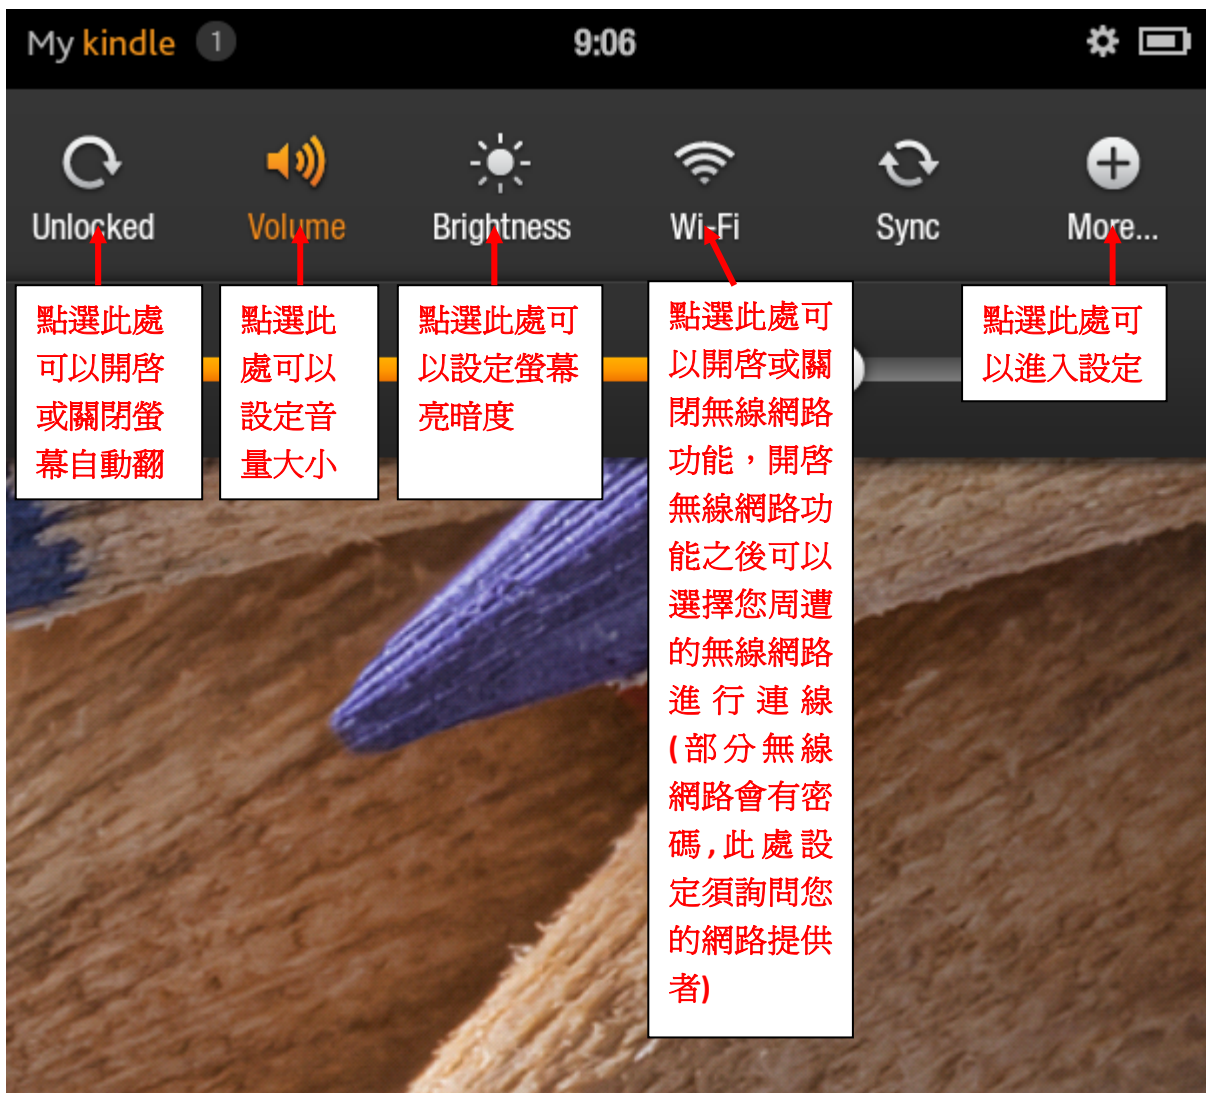 My kindle 1
9:06
Unlocked
Volume
Brightness
Wi-Fi
Sync
More...
點選此處
可以開啓
或關閉螢
幕自動翻
點選此
處可以
設定音
量大小
點選此處可
以設定螢幕
亮暗度
點選此處可
以開啓或關
閉無線網路
功能，開啓
無線網路功
能之後可以
選擇您周遭
的無線網路
進行連線
(部分無線
網路會有密
碼,此處設
定須詢問您
的網路提供
者)
點選此處可
以進入設定